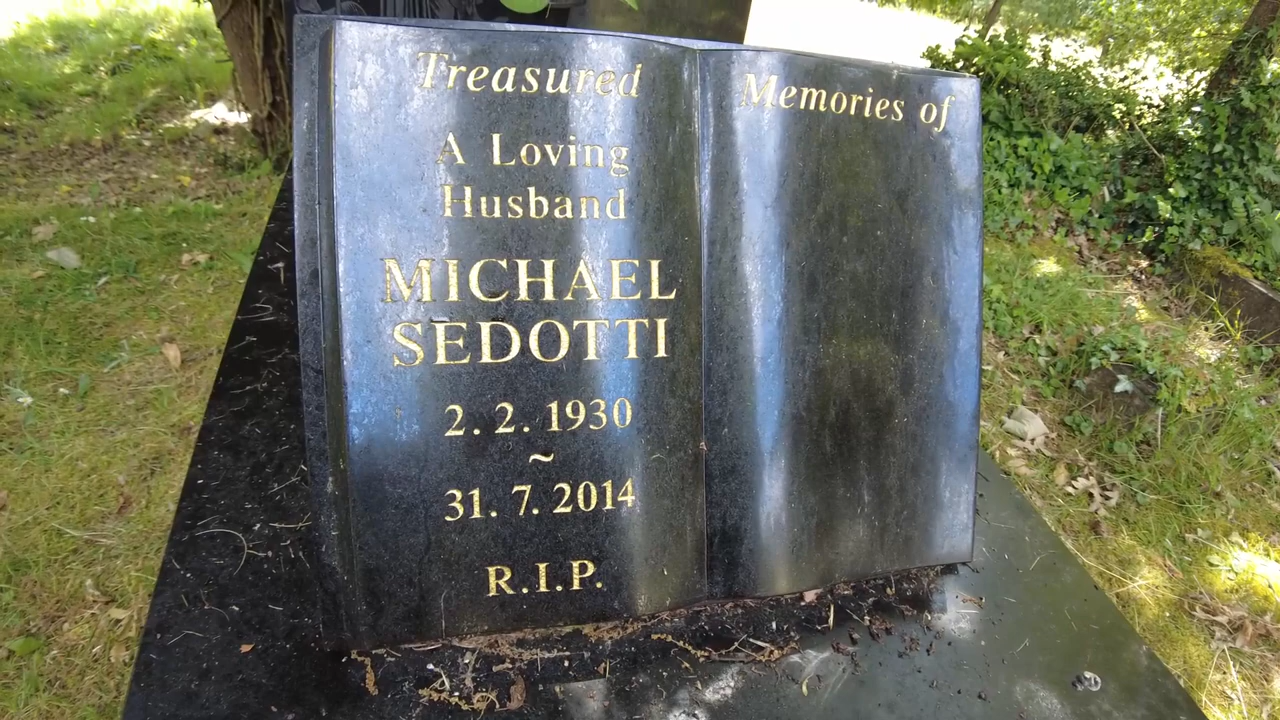 Treasured Memories of
A Loving
Husband
MICHAEL
SEDOTTI
2. 2. 1930
~
31. 7. 2014
R.I.P.